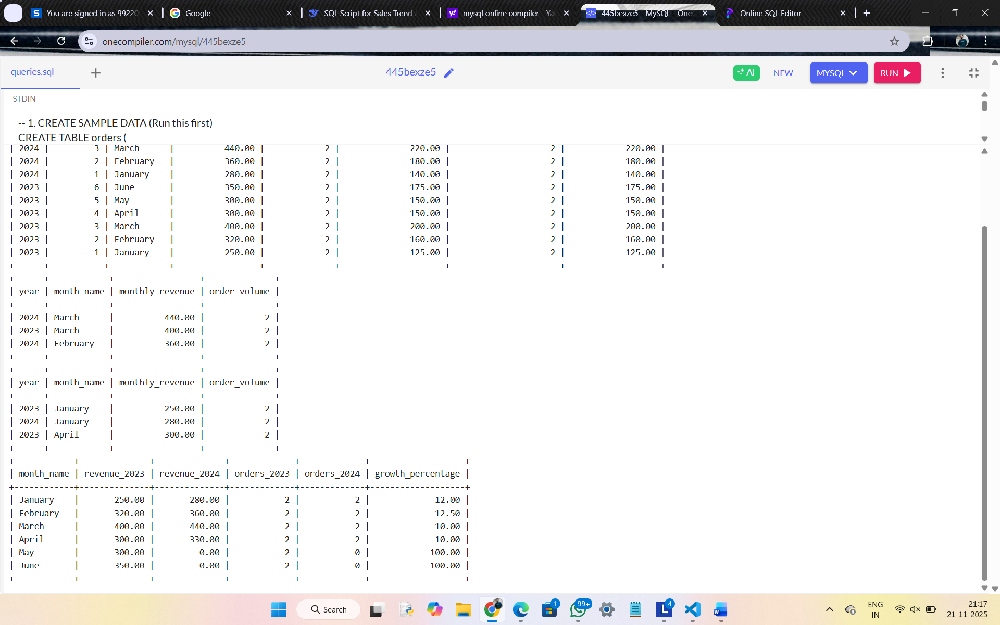 You are signed in as 9922
Google
SQL Script for Sales Trend
mysql online compiler - Ya
445bexze5 - MySQL - One
Online SQL Editor
onecompiler.com/mysql/445bexze5
queries.sql
445bexze5
AI
NEW
MYSQL
RUN
STDIN
-- 1. CREATE SAMPLE DATA (Run this first)
CREATE TABLE orders (
| 2024 | 3 | March | 440.00 | 2 | 220.00 | 2 | 220.00 |
| 2024 | 2 | February | 360.00 | 2 | 180.00 | 2 | 180.00 |
| 2024 | 1 | January | 280.00 | 2 | 140.00 | 2 | 140.00 |
| 2023 | 6 | June | 350.00 | 2 | 175.00 | 2 | 175.00 |
| 2023 | 5 | May | 300.00 | 2 | 150.00 | 2 | 150.00 |
| 2023 | 4 | April | 300.00 | 2 | 150.00 | 2 | 150.00 |
| 2023 | 3 | March | 400.00 | 2 | 200.00 | 2 | 200.00 |
| 2023 | 2 | February | 320.00 | 2 | 160.00 | 2 | 160.00 |
| 2023 | 1 | January | 250.00 | 2 | 125.00 | 2 | 125.00 |
+------+-----------+------------+-----------------+--------------+---------------------+----------------------+-------------------+
+------+------------+-----------------+--------------+
| year | month_name | monthly_revenue | order_volume |
+------+------------+-----------------+--------------+
| 2024 | March | 440.00 | 2 |
| 2023 | March | 400.00 | 2 |
| 2024 | February | 360.00 | 2 |
+------+------------+-----------------+--------------+
+------+------------+-----------------+--------------+
| year | month_name | monthly_revenue | order_volume |
+------+------------+-----------------+--------------+
| 2023 | January | 250.00 | 2 |
| 2024 | January | 280.00 | 2 |
| 2023 | April | 300.00 | 2 |
+------+------------+-----------------+--------------+
+------------+--------------+--------------+-------------+-------------+-------------------+
| month_name | revenue_2023 | revenue_2024 | orders_2023 | orders_2024 | growth_percentage |
+------------+--------------+--------------+-------------+-------------+-------------------+
| January | 250.00 | 280.00 | 2 | 2 | 12.00 |
| February | 320.00 | 360.00 | 2 | 2 | 12.50 |
| March | 400.00 | 440.00 | 2 | 2 | 10.00 |
| April | 300.00 | 330.00 | 2 | 2 | 10.00 |
| May | 300.00 | 0.00 | 2 | 0 | -100.00 |
| June | 350.00 | 0.00 | 2 | 0 | -100.00 |
+------------+--------------+--------------+-------------+-------------+-------------------+
Search
1
99+
4
ENG
IN
21:17
21-11-2025